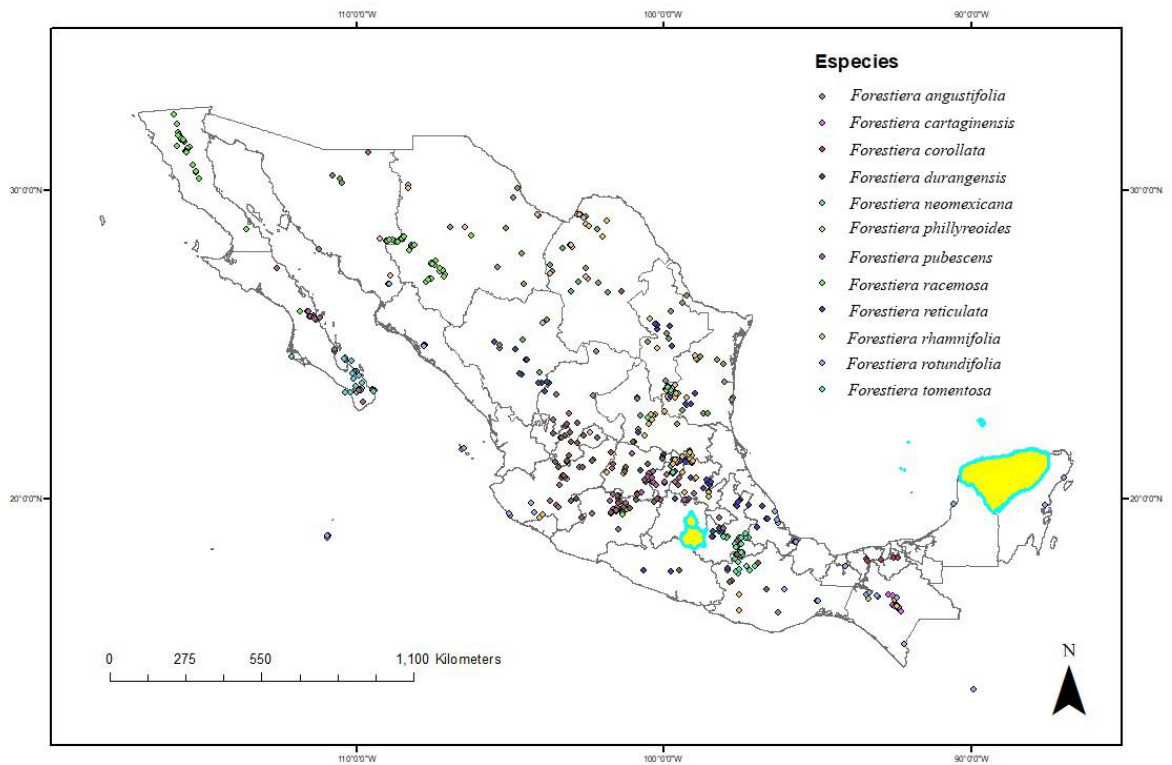 110°0'0"W
100°0'0"W
90°0'0"W
Especies
Forestiera angustifolia
Forestiera cartaginensis
Forestiera corollata
Forestiera durangensis
Forestiera neomexicana
Forestiera phillyreoides
Forestiera pubescens
Forestiera racemosa
Forestiera reticulata
Forestiera rhamnifolia
Forestiera rotundifolia
Forestiera tomentosa
30°0'0"N
30°0'0"N
20°0'0"N
20°0'0"N
0 275 550 1,100 Kilometers
N
110°0'0"W
100°0'0"W
90°0'0"W